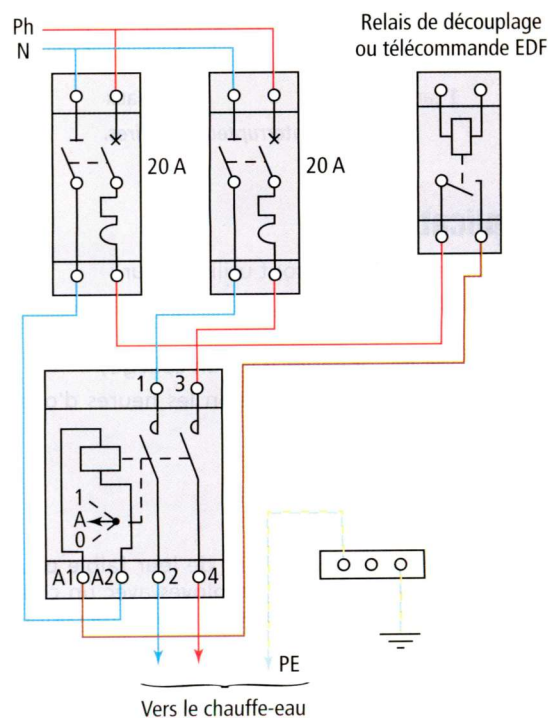 Ph
N
Relais de découplage
ou télécommande EDF
20 A
20 A
1
3
1
A
0
A1
A2
2
4
PE
Vers le chauffe-eau